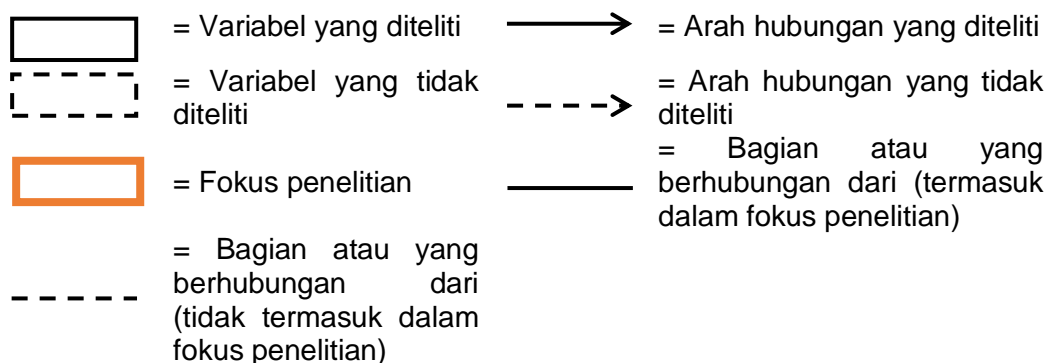 = Variabel yang diteliti
= Variabel yang tidak
diteliti
= Fokus penelitian
= Bagian atau yang
berhubungan dari
(tidak termasuk dalam
fokus penelitian)
= Arah hubungan yang diteliti
= Arah hubungan yang tidak
diteliti
= Bagian atau yang
berhubungan dari (termasuk
dalam fokus penelitian)